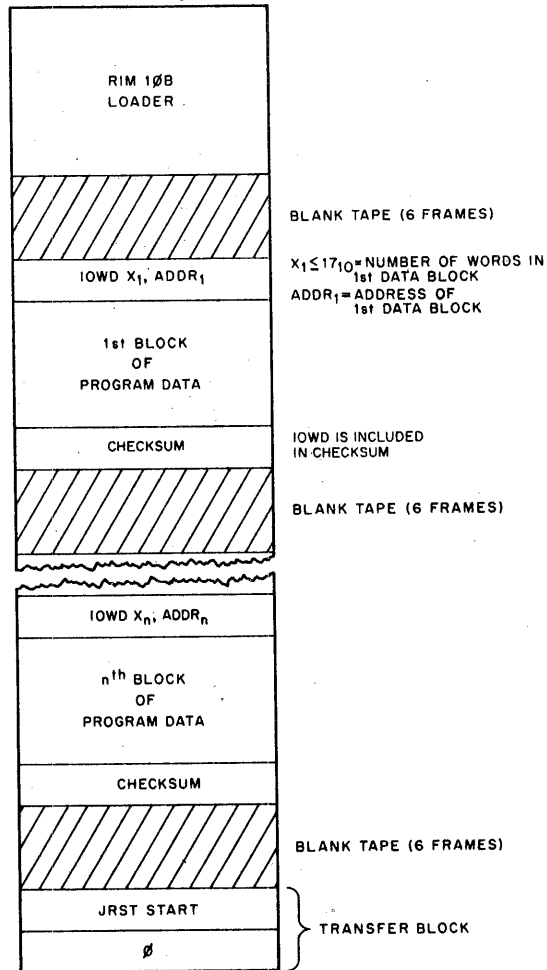 RIM 1ØB
LOADER
BLANK TAPE (6 FRAMES)
IOWD X₁, ADDR₁
X₁≤17₁₀=NUMBER OF WORDS IN
1st DATA BLOCK
ADDR₁=ADDRESS OF
1st DATA BLOCK
1st BLOCK
OF
PROGRAM DATA
CHECKSUM
IOWD IS INCLUDED
IN CHECKSUM
BLANK TAPE (6 FRAMES)
IOWD Xₙ, ADDRₙ
nᵗʰ BLOCK
OF
PROGRAM DATA
CHECKSUM
BLANK TAPE (6 FRAMES)
JRST START
TRANSFER BLOCK
Ø